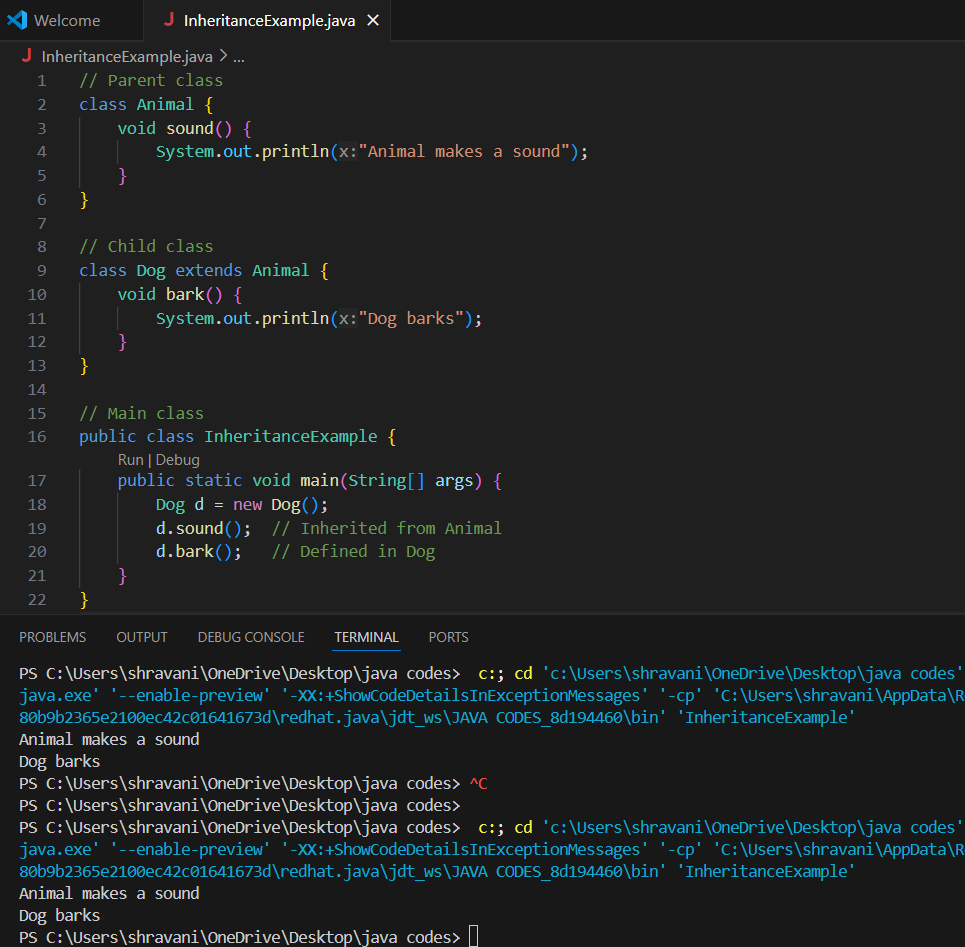 Welcome
J InheritanceExample.java ×
J InheritanceExample.java > ...
1 // Parent class
2 class Animal {
3     void sound() {
4         System.out.println(x:"Animal makes a sound");
5     }
6 }
7
8 // Child class
9 class Dog extends Animal {
10     void bark() {
11         System.out.println(x:"Dog barks");
12     }
13 }
14
15 // Main class
16 public class InheritanceExample {
Run | Debug
17     public static void main(String[] args) {
18         Dog d = new Dog();
19         d.sound();  // Inherited from Animal
20         d.bark();   // Defined in Dog
21     }
22 }
PROBLEMS OUTPUT DEBUG CONSOLE TERMINAL PORTS
PS C:\Users\shravani\OneDrive\Desktop\java codes>  c:; cd 'c:\Users\shravani\OneDrive\Desktop\java codes'
java.exe' '--enable-preview' '-XX:+ShowCodeDetailsInExceptionMessages' '-cp' 'C:\Users\shravani\AppData\R
80b9b2365e2100ec42c01641673d\redhat.java\jdt_ws\JAVA CODES_8d194460\bin' 'InheritanceExample'
Animal makes a sound
Dog barks
PS C:\Users\shravani\OneDrive\Desktop\java codes> ^C
PS C:\Users\shravani\OneDrive\Desktop\java codes>
PS C:\Users\shravani\OneDrive\Desktop\java codes>  c:; cd 'c:\Users\shravani\OneDrive\Desktop\java codes'
java.exe' '--enable-preview' '-XX:+ShowCodeDetailsInExceptionMessages' '-cp' 'C:\Users\shravani\AppData\R
80b9b2365e2100ec42c01641673d\redhat.java\jdt_ws\JAVA CODES_8d194460\bin' 'InheritanceExample'
Animal makes a sound
Dog barks
PS C:\Users\shravani\OneDrive\Desktop\java codes>